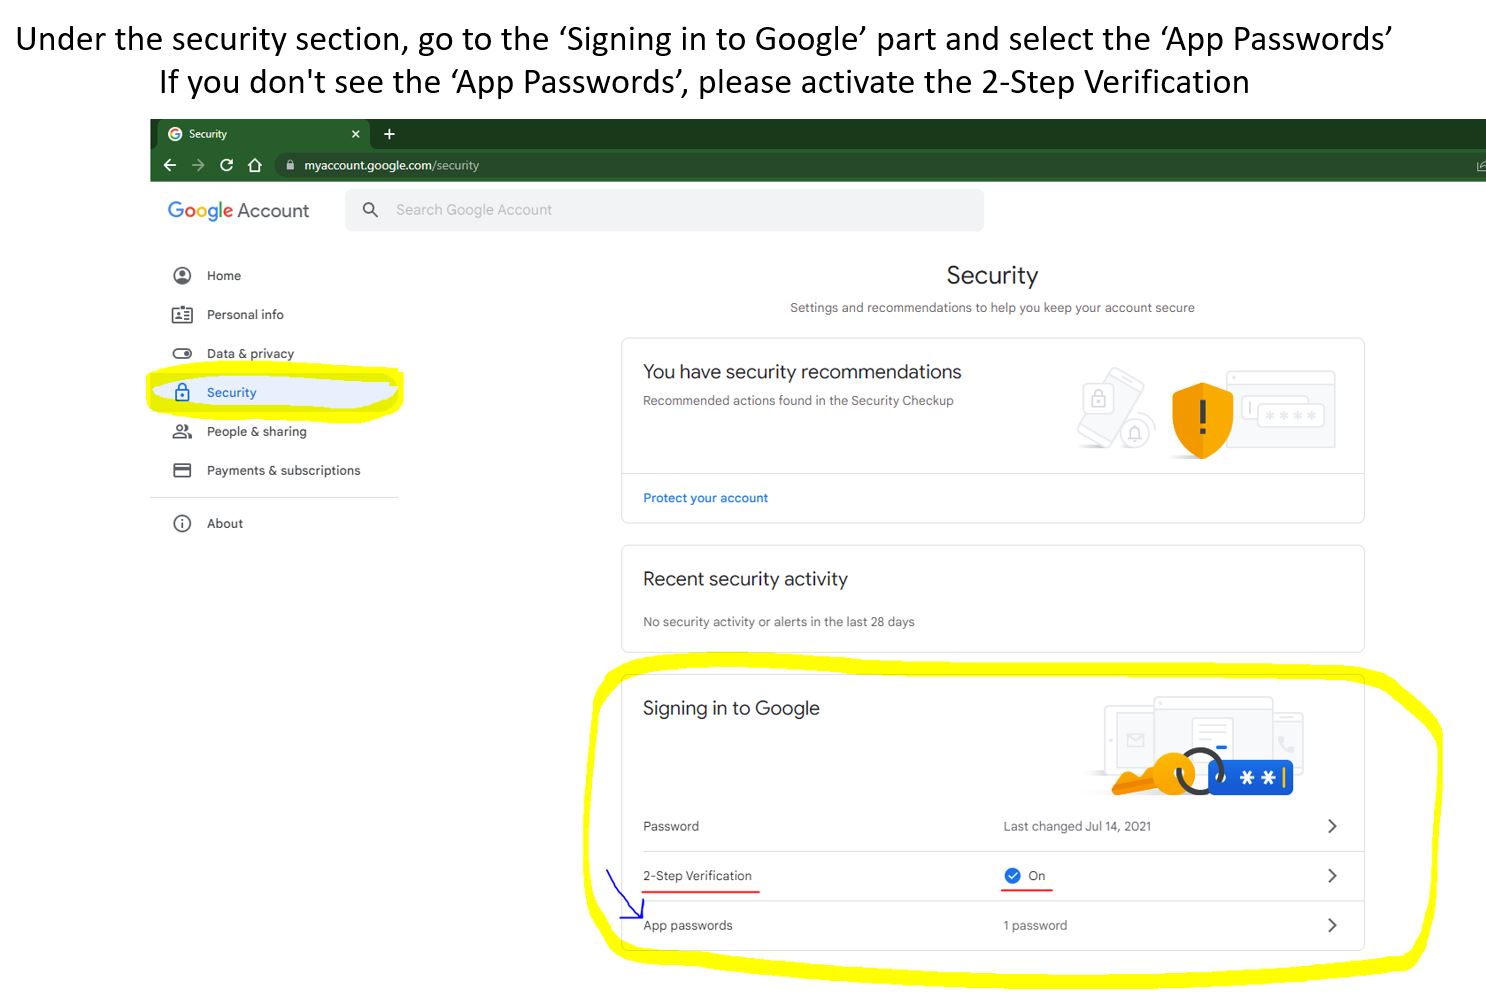 Under the security section, go to the ‘Signing in to Google’ part and select the ‘App Passwords’
If you don't see the ‘App Passwords’, please activate the 2-Step Verification
Security
myaccount.google.com/security
Google Account
Search Google Account
Home
Personal info
Data & privacy
Security
People & sharing
Payments & subscriptions
About
Security
Settings and recommendations to help you keep your account secure
You have security recommendations
Recommended actions found in the Security Checkup
Protect your account
Recent security activity
No security activity or alerts in the last 28 days
Signing in to Google
Password Last changed Jul 14, 2021
2-Step Verification On
App passwords 1 password